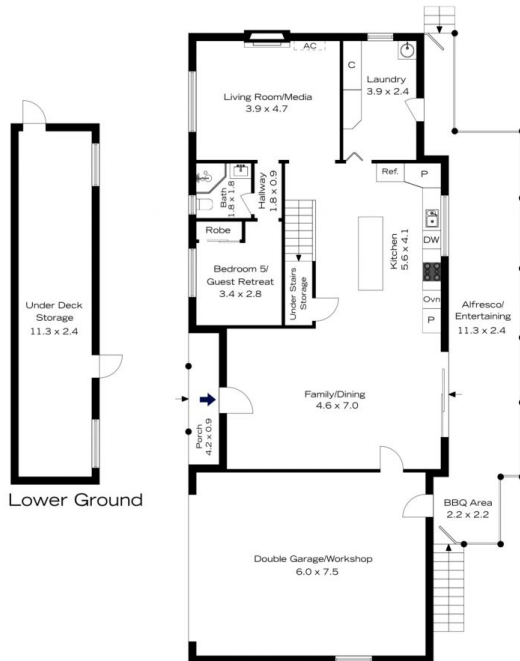 AC
Living Room/Media
3.9 x 4.7
C
Laundry
3.9 x 2.4
Bath
1.8 x 1.8
Hallway
1.8 x 0.9
Ref.
P
Robe
Bedroom 5/
Guest Retreat
3.4 x 2.8
Under Stairs
Storage
Kitchen
5.6 x 4.1
DW
Ovn
P
Under Deck
Storage
11.3 x 2.4
Alfresco/
Entertaining
11.3 x 2.4
Family/Dining
4.6 x 7.0
Porch
4.2 x 0.9
Lower Ground
BBQ Area
2.2 x 2.2
Double Garage/Workshop
6.0 x 7.5